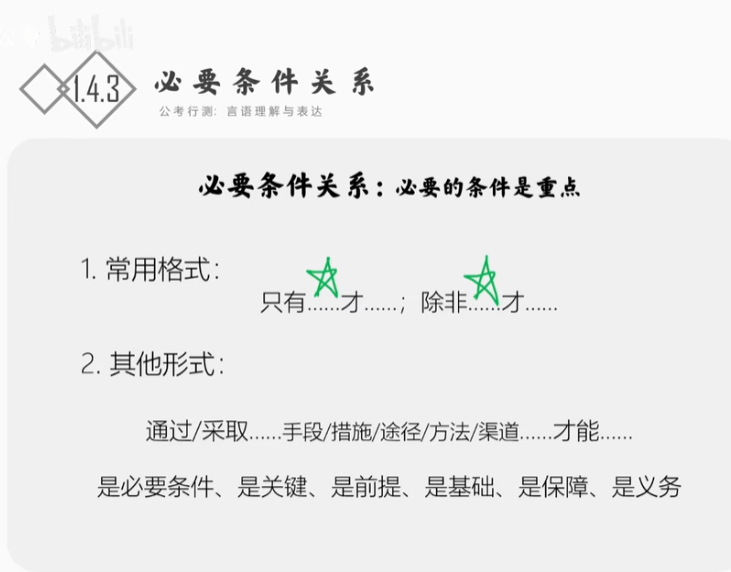 bilibili
1.4.3 必要条件关系
公考行测: 言语理解与表达
必要条件关系：必要的条件是重点
1. 常用格式：
只有……才……；除非……才……
2. 其他形式：
通过/采取……手段/措施/途径/方法/渠道……才能……
是必要条件、是关键、是前提、是基础、是保障、是义务